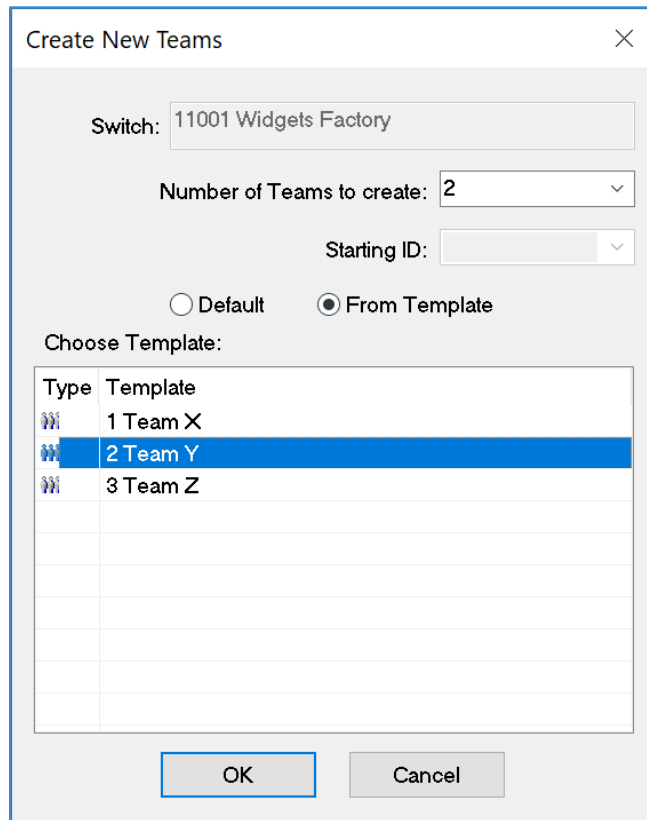 Create New Teams
Switch: 11001 Widgets Factory
Number of Teams to create: 2
Starting ID:
Default From Template
Choose Template:
Type Template
1 Team X
2 Team Y
3 Team Z
OK Cancel